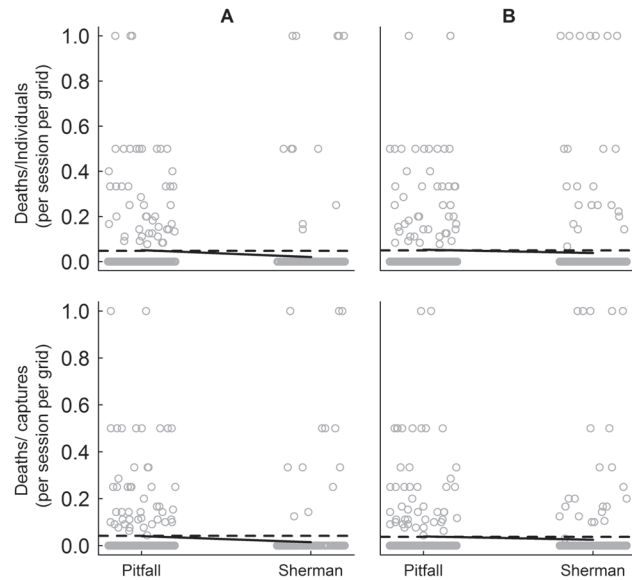 A
B
Deaths/Individuals
(per session per grid)
1.0
0.8
0.6
0.4
0.2
0.0
Deaths/ captures
(per session per grid)
1.0
0.8
0.6
0.4
0.2
0.0
Pitfall
Sherman
Pitfall
Sherman